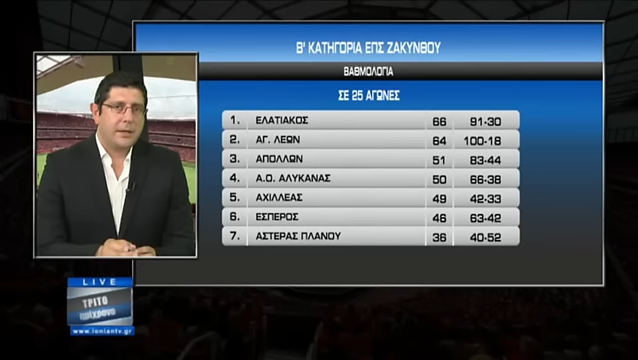 Β' ΚΑΤΗΓΟΡΙΑ ΕΠΣ ΖΑΚΥΝΘΟΥ
ΒΑΘΜΟΛΟΓΙΑ
ΣΕ 25 ΑΓΩΝΕΣ
1. ΕΛΑΤΙΑΚΟΣ 66 91-30
2. ΑΓ. ΛΕΩΝ 64 100-18
3. ΑΠΟΛΛΩΝ 51 83-44
4. Α.Ο. ΑΛΥΚΑΝΑΣ 50 66-38
5. ΑΧΙΛΛΕΑΣ 49 42-33
6. ΕΣΠΕΡΟΣ 46 63-42
7. ΑΣΤΕΡΑΣ ΠΛΑΝΟΥ 36 40-52
LIVE
ΤΡΙΤΟ
ημίχρονο
www.ioniantv.gr